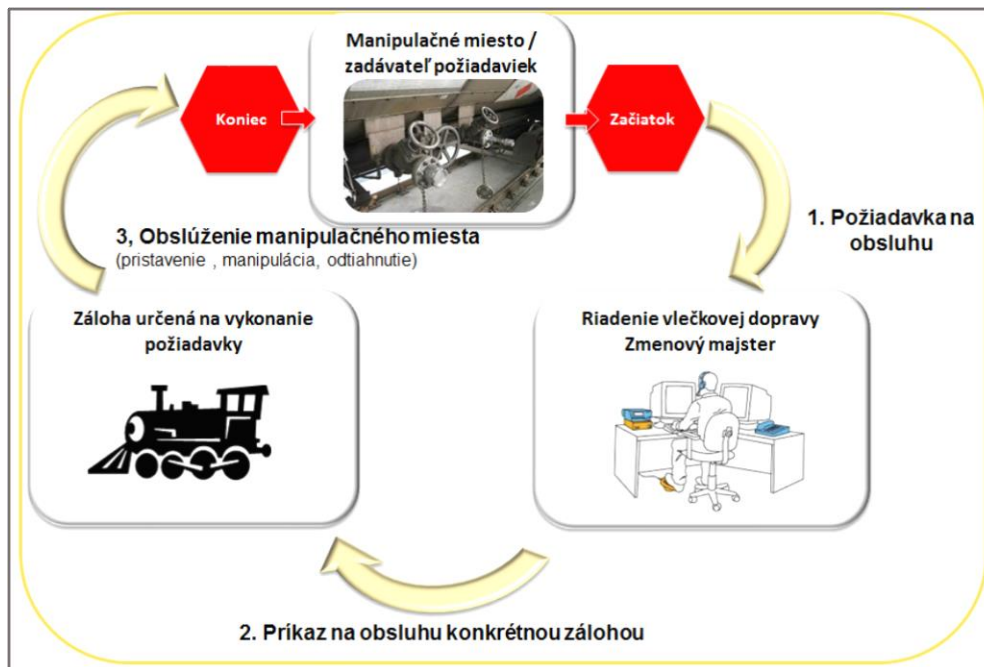 Manipulačné miesto /
zadávateľ požiadaviek
Koniec
Začiatok
1. Požiadavka na
obsluhu
3, Obslúženie manipulačného miesta
(pristavenie , manipulácia, odtiahnutie)
Záloha určená na vykonanie
požiadavky
Riadenie vlečkovej dopravy
Zmenový majster
2. Príkaz na obsluhu konkrétnou zálohou